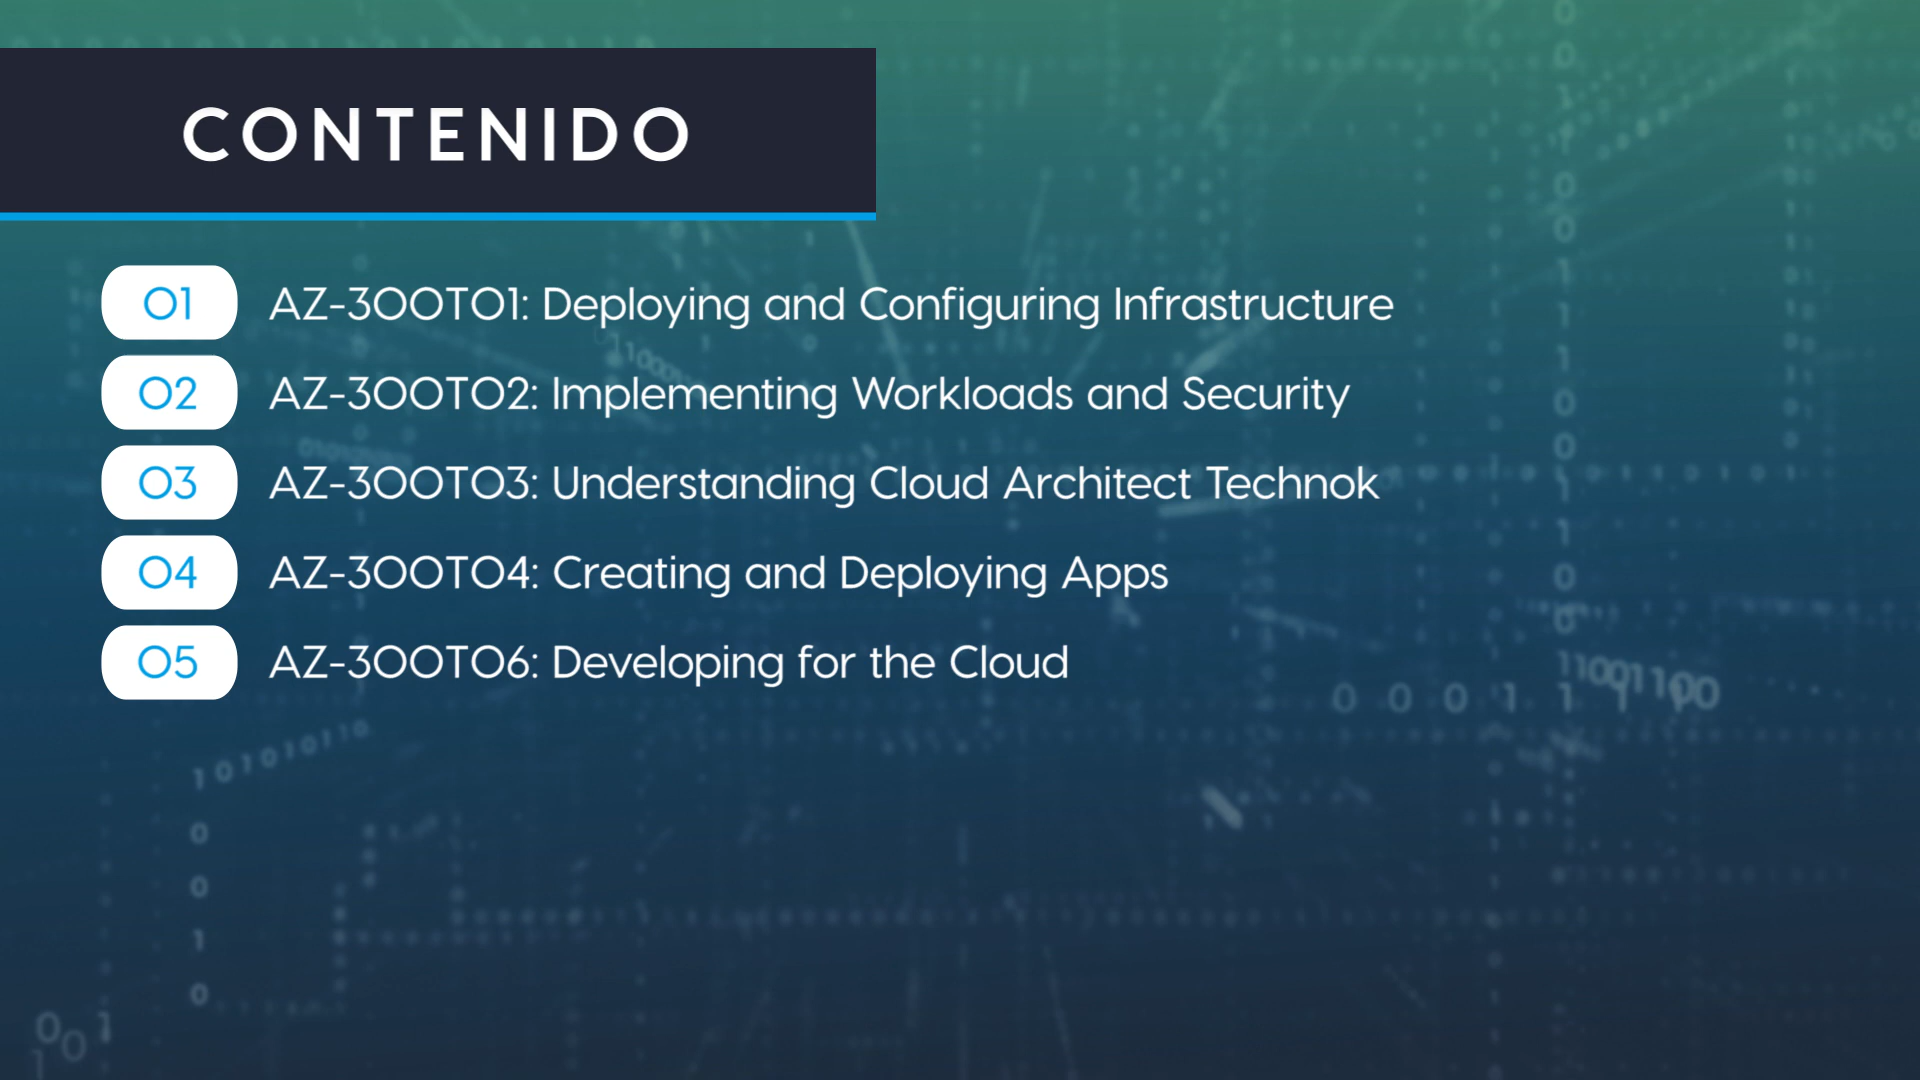 CONTENIDO
01 AZ-300T01: Deploying and Configuring Infrastructure
02 AZ-300T02: Implementing Workloads and Security
03 AZ-300T03: Understanding Cloud Architect Technok
04 AZ-300T04: Creating and Deploying Apps
05 AZ-300T06: Developing for the Cloud